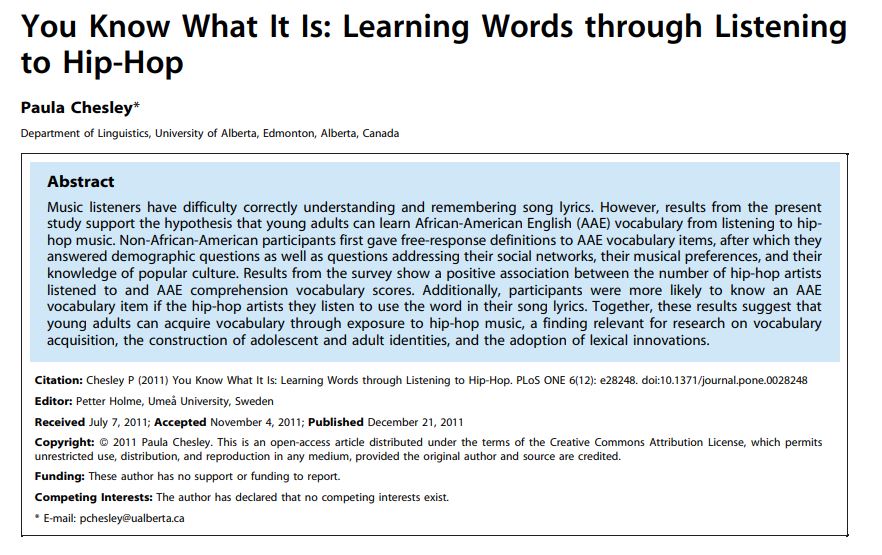 You Know What It Is: Learning Words through Listening
to Hip-Hop
Paula Chesley*
Department of Linguistics, University of Alberta, Edmonton, Alberta, Canada
Abstract
Music listeners have difficulty correctly understanding and remembering song lyrics. However, results from the present
study support the hypothesis that young adults can learn African-American English (AAE) vocabulary from listening to hip-
hop music. Non-African-American participants first gave free-response definitions to AAE vocabulary items, after which they
answered demographic questions as well as questions addressing their social networks, their musical preferences, and their
knowledge of popular culture. Results from the survey show a positive association between the number of hip-hop artists
listened to and AAE comprehension vocabulary scores. Additionally, participants were more likely to know an AAE
vocabulary item if the hip-hop artists they listen to use the word in their song lyrics. Together, these results suggest that
young adults can acquire vocabulary through exposure to hip-hop music, a finding relevant for research on vocabulary
acquisition, the construction of adolescent and adult identities, and the adoption of lexical innovations.
Citation: Chesley P (2011) You Know What It Is: Learning Words through Listening to Hip-Hop. PLoS ONE 6(12): e28248. doi:10.1371/journal.pone.0028248
Editor: Petter Holme, Umeå University, Sweden
Received July 7, 2011; Accepted November 4, 2011; Published December 21, 2011
Copyright: © 2011 Paula Chesley. This is an open-access article distributed under the terms of the Creative Commons Attribution License, which permits
unrestricted use, distribution, and reproduction in any medium, provided the original author and source are credited.
Funding: These author has no support or funding to report.
Competing Interests: The author has declared that no competing interests exist.
* E-mail: pchesley@ualberta.ca